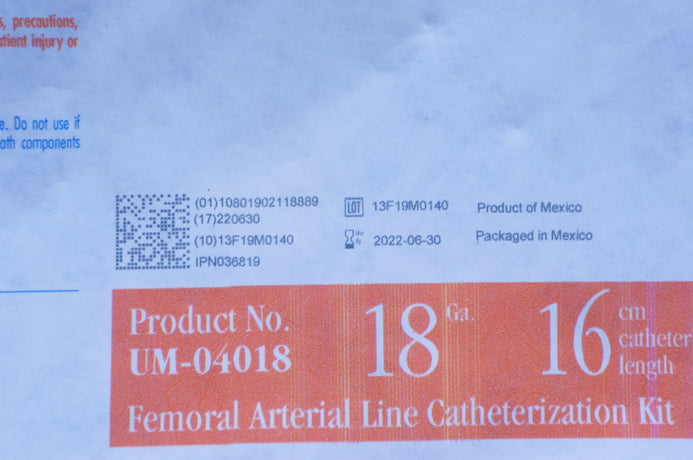 s, precautions,
atient injury or
e. Do not use if
ath components
(01)10801902118889
(17)220630
(10)13F19M0140
IPN036819
LOT 13F19M0140
2022-06-30
Product of Mexico
Packaged in Mexico
Product No.
UM-04018
18 Ga.
16 cm
catheter
length
Femoral Arterial Line Catheterization Kit